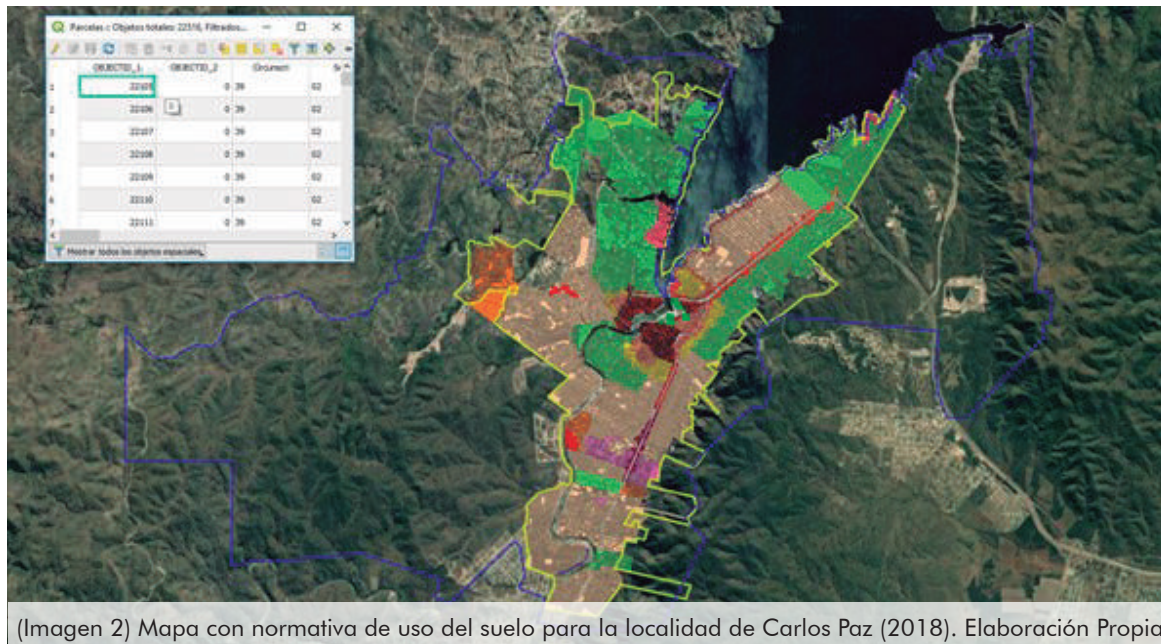 Parcelas :: Objetos totales: 22516, Filtrados...
OBJECTID_1 OBJECTID_2 Circunscri
1 22105 0 39 02
2 22106 0 39 02
3 22107 0 39 02
4 22108 0 39 02
5 22109 0 39 02
6 22110 0 39 02
7 22111 0 39 02
Mostrar todos los objetos espaciales
(Imagen 2) Mapa con normativa de uso del suelo para la localidad de Carlos Paz (2018). Elaboración Propia